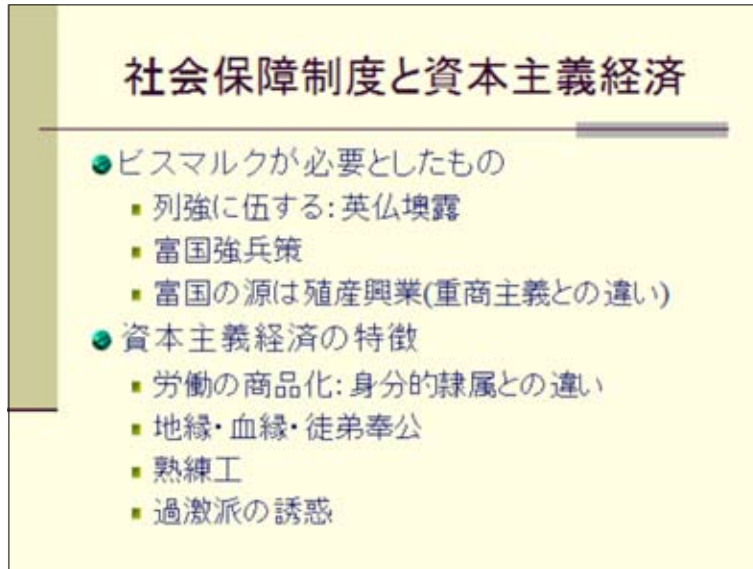 社会保障制度と資本主義経済
ビスマルクが必要としたもの
列強に伍する:英仏墺露
富国強兵策
富国の源は殖産興業(重商主義との違い)
資本主義経済の特徴
労働の商品化:身分的隷属との違い
地縁・血縁・徒弟奉公
熟練工
過激派の誘惑